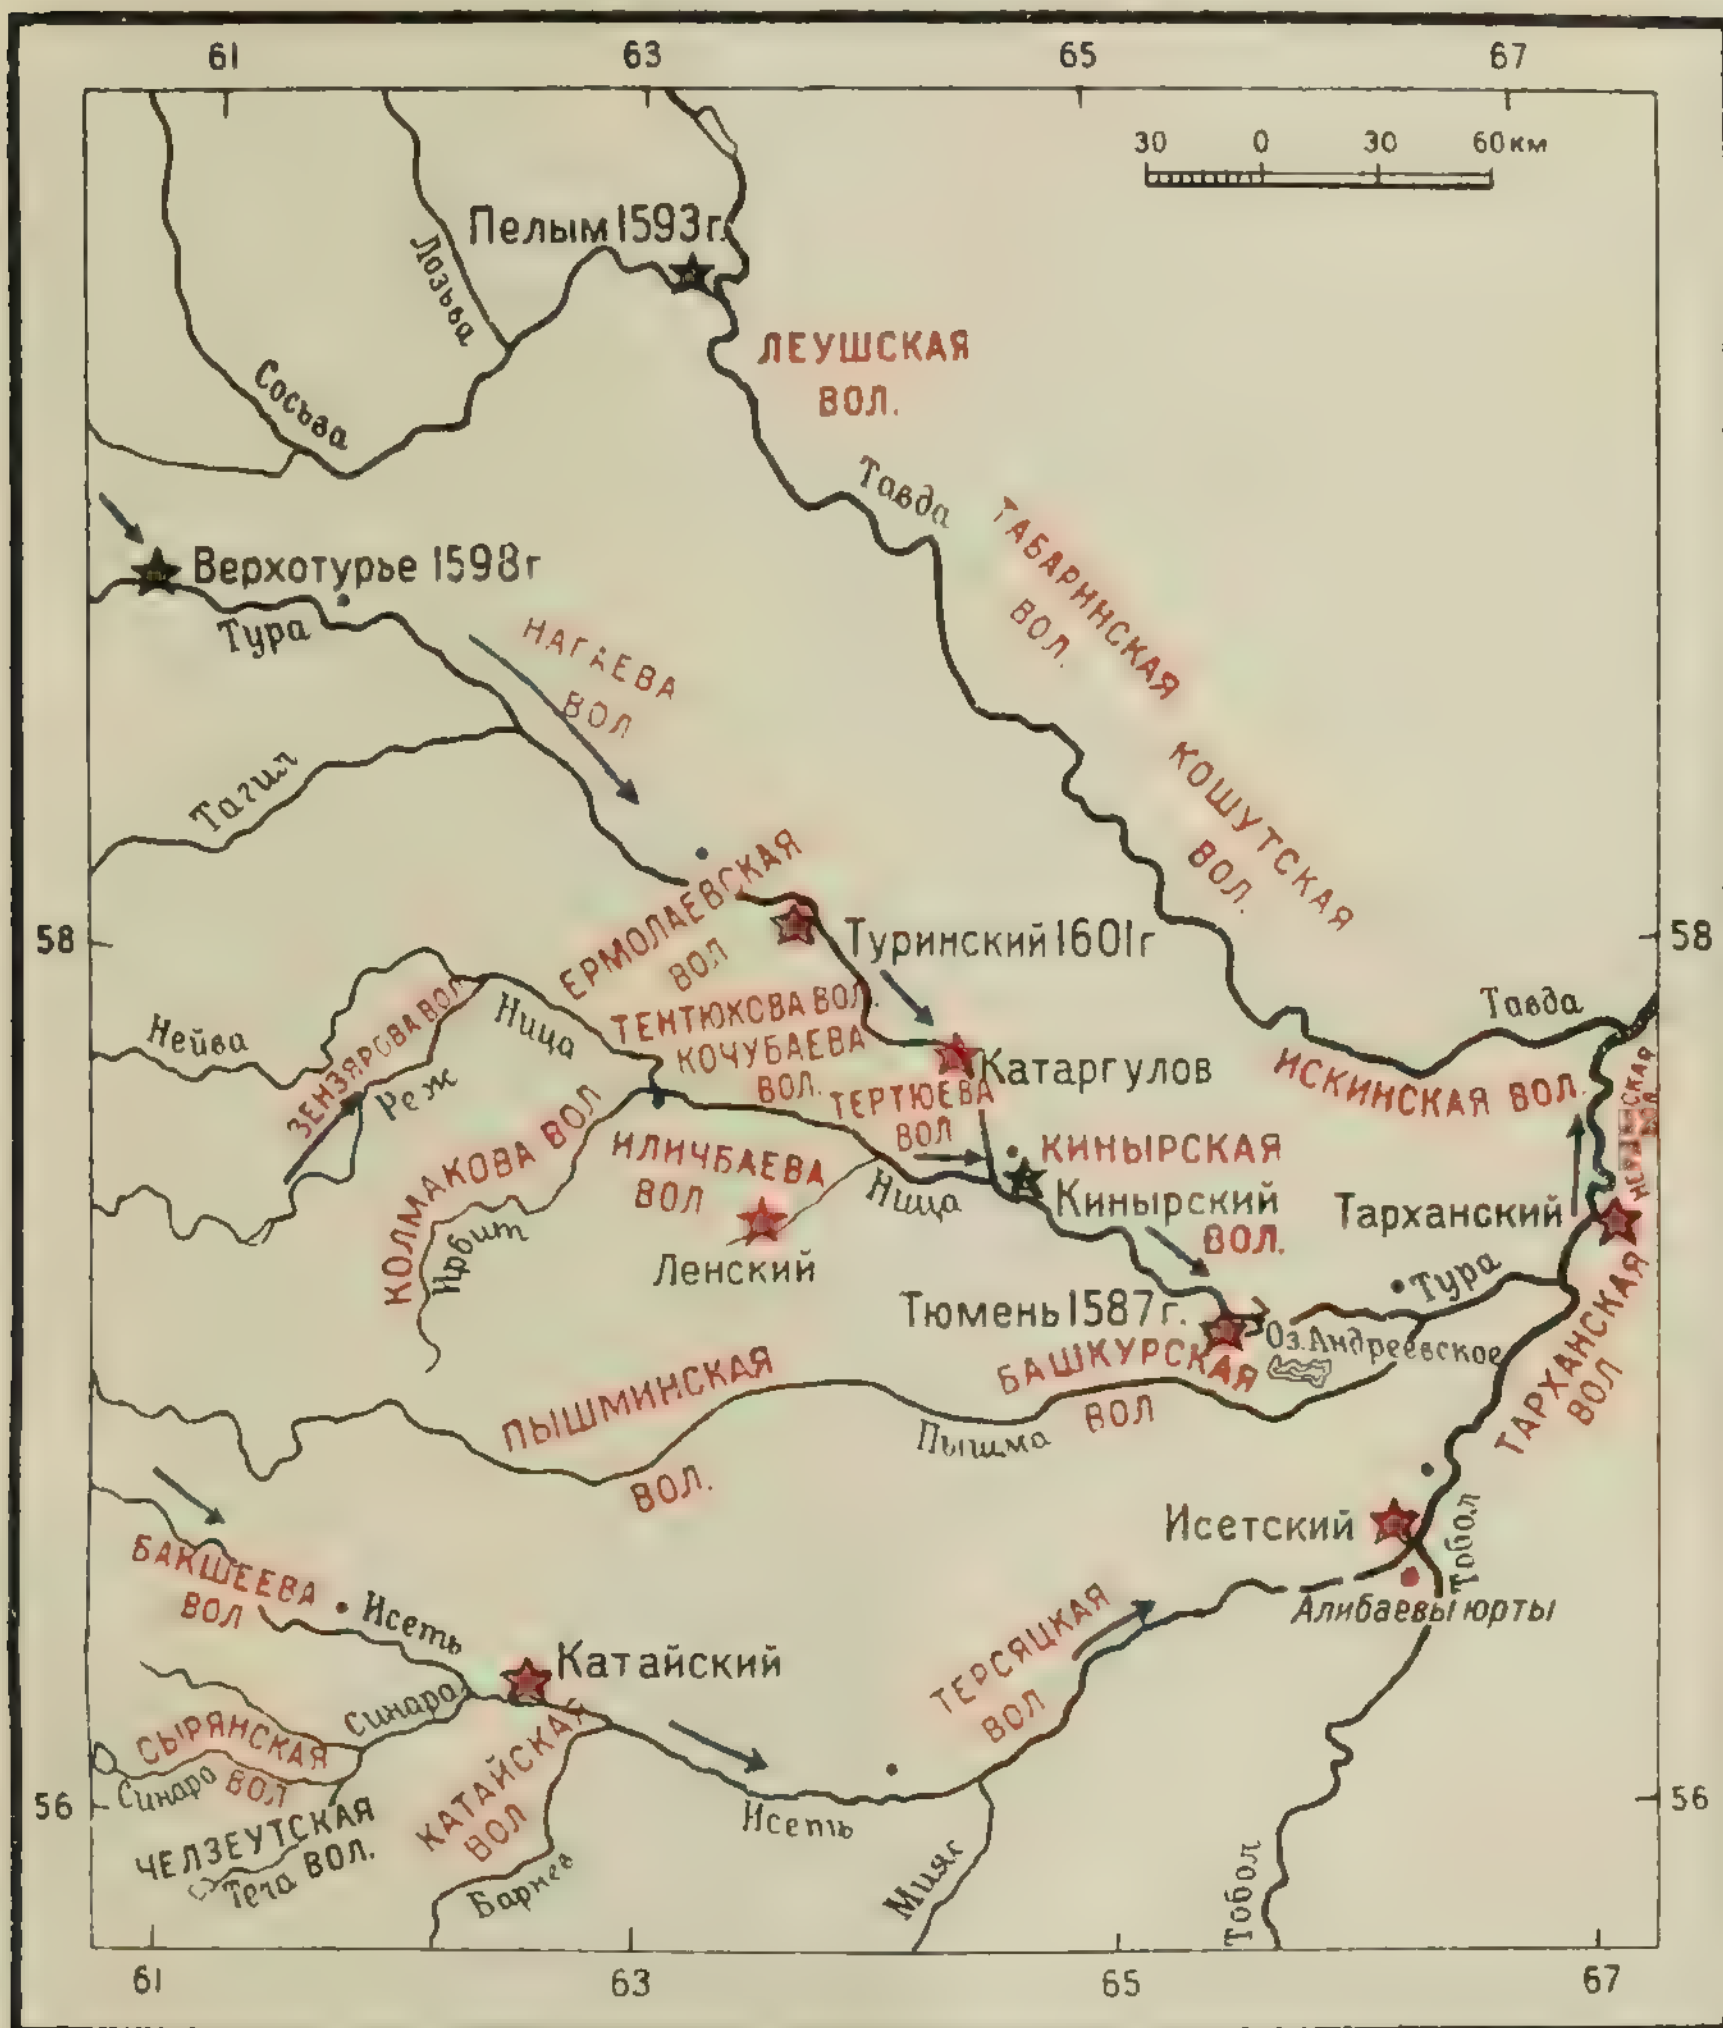 61 63 65 67
30 0 30 60 км
Пелым 1593г.
Лозьва
ЛЕУШСКАЯ
ВОЛ.
Сосьва
Тавда
ТАБАРИНСКАЯ
ВОЛ.
Верхотурье 1598г
Тура
НАГАЕВА
ВОЛ
Тагил
КОШУТСКАЯ
ВОЛ.
ЕРМОЛАЕВСКАЯ
ВОЛ
58
Туринский 1601г
58
Нейва
ЗЕНЗЯРОВА ВОЛ
Ница
ТЕНТЮХОВА ВОЛ.
КОЧУБАЕВА
ВОЛ.
Тавда
Реж
Катаргулов
ИСКИНСКАЯ ВОЛ.
ТЕРТЮЕВА
ВОЛ
КОЛМАКОВА ВОЛ
ИЛИЧБАЕВА
ВОЛ
КИНЫРСКАЯ
Ница
Кинырский
ВОЛ.
Тарханский
Ирбит
Ленский
Тюмень 1587г.
Тура
Оз. Андреевское
БАШКУРСКАЯ
ВОЛ
ТАРХАНСКАЯ
ВОЛ
ПЫШМИНСКАЯ
ВОЛ.
Пышма
Исетский
Тобол
БАКШЕЕВА
ВОЛ
Исеть
Алибаевы юрты
Катайский
ТЕРСЯЦКАЯ
ВОЛ
Синара
СЫРЯНСКАЯ
ВОЛ
Синара
КАТАЙСКАЯ
ВОЛ
56
Исеть
56
ЧЕЛЗЕУТСКАЯ
ВОЛ.
Теча
Барнев
Мияс
Тобол
61 63 65 67